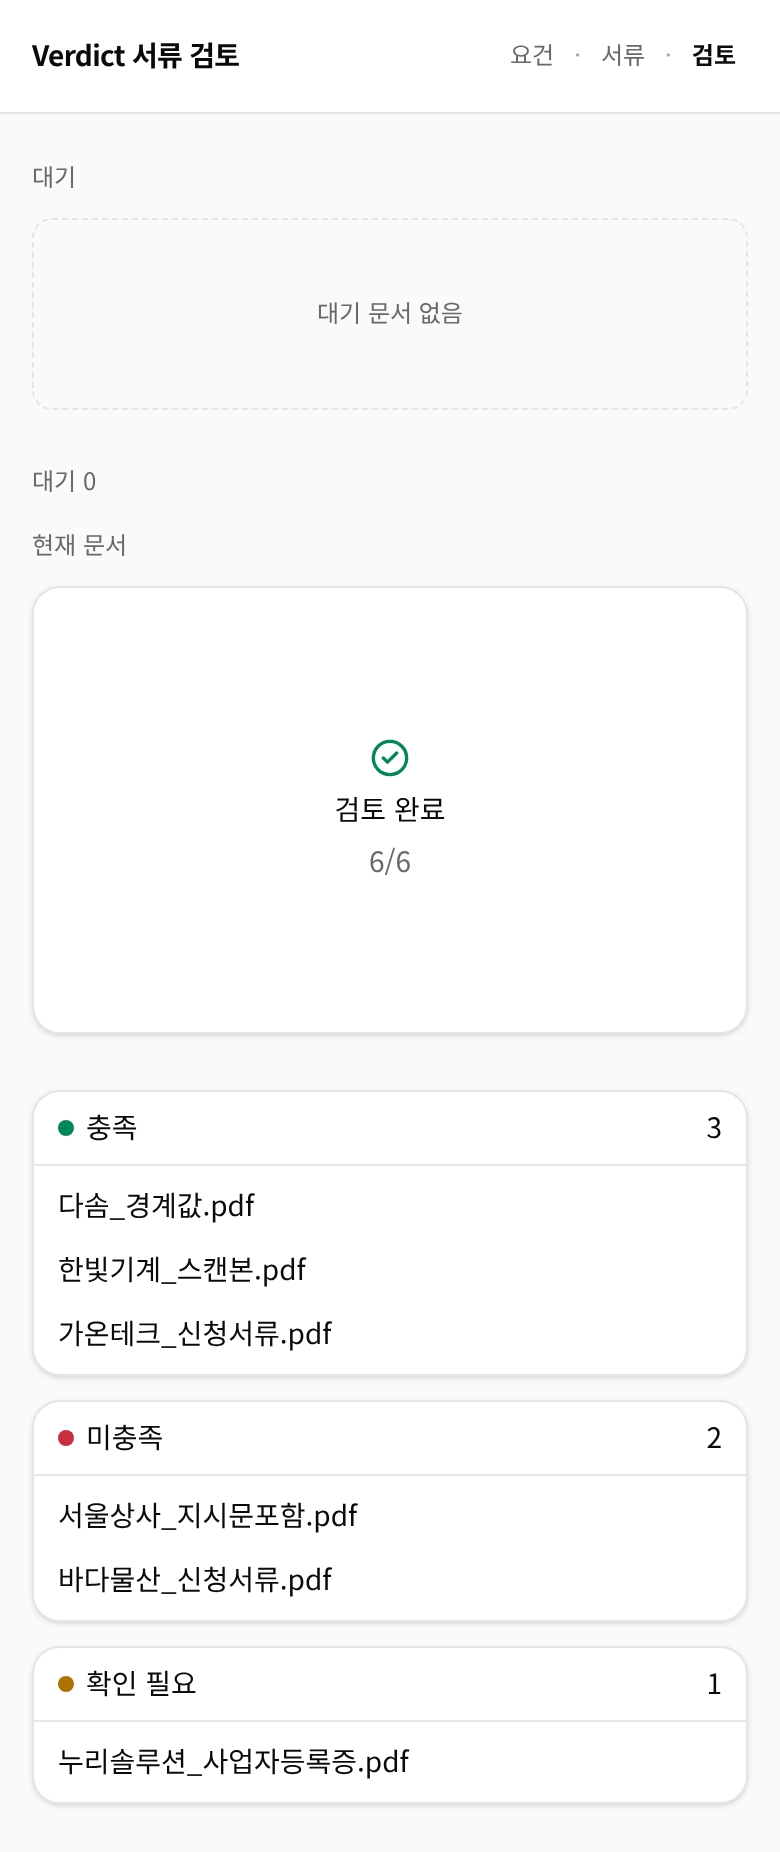 Verdict 서류 검토
요건 · 서류 · 검토
대기
대기 문서 없음
대기 0
현재 문서
검토 완료
6/6
충족 3
다솜_경계값.pdf
한빛기계_스캔본.pdf
가온테크_신청서류.pdf
미충족 2
서울상사_지시문포함.pdf
바다물산_신청서류.pdf
확인 필요 1
누리솔루션_사업자등록증.pdf